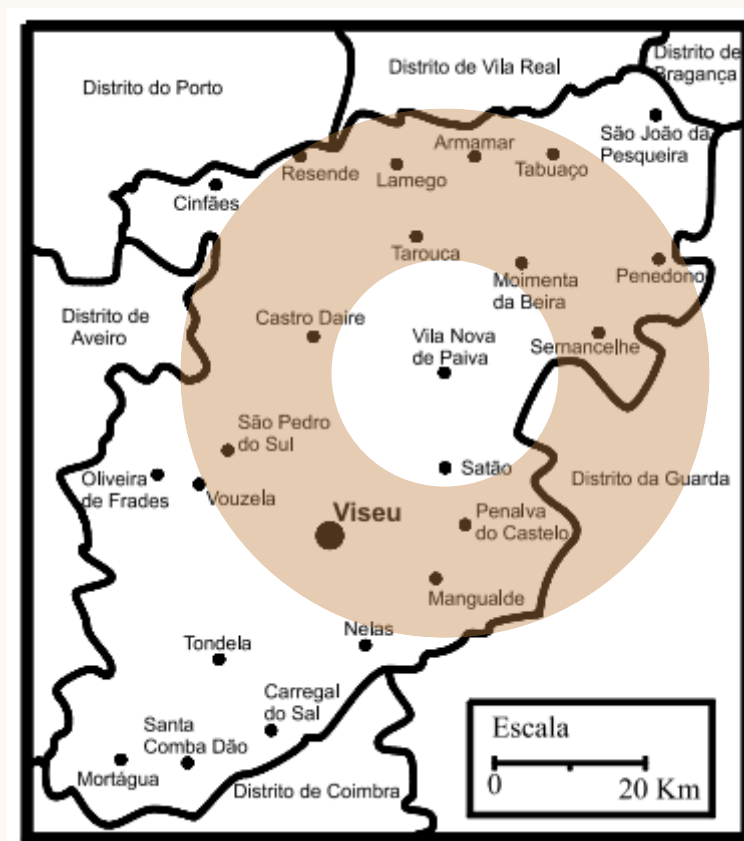 Distrito do Porto
Distrito de Vila Real
Distrito de
Bragança
São João da
Pesqueira
Armamar
Resende
Lamego
Tabuaço
Cinfães
Tarouca
Moimenta
da Beira
Penedono
Distrito de
Aveiro
Castro Daire
Vila Nova
de Paiva
Sernancelhe
São Pedro
do Sul
Satão
Oliveira
de Frades
Vouzela
Distrito da Guarda
Viseu
Penalva
do Castelo
Mangualde
Nelas
Tondela
Carregal
do Sal
Santa
Comba Dão
Mortágua
Distrito de Coimbra
Escala
0 20 Km